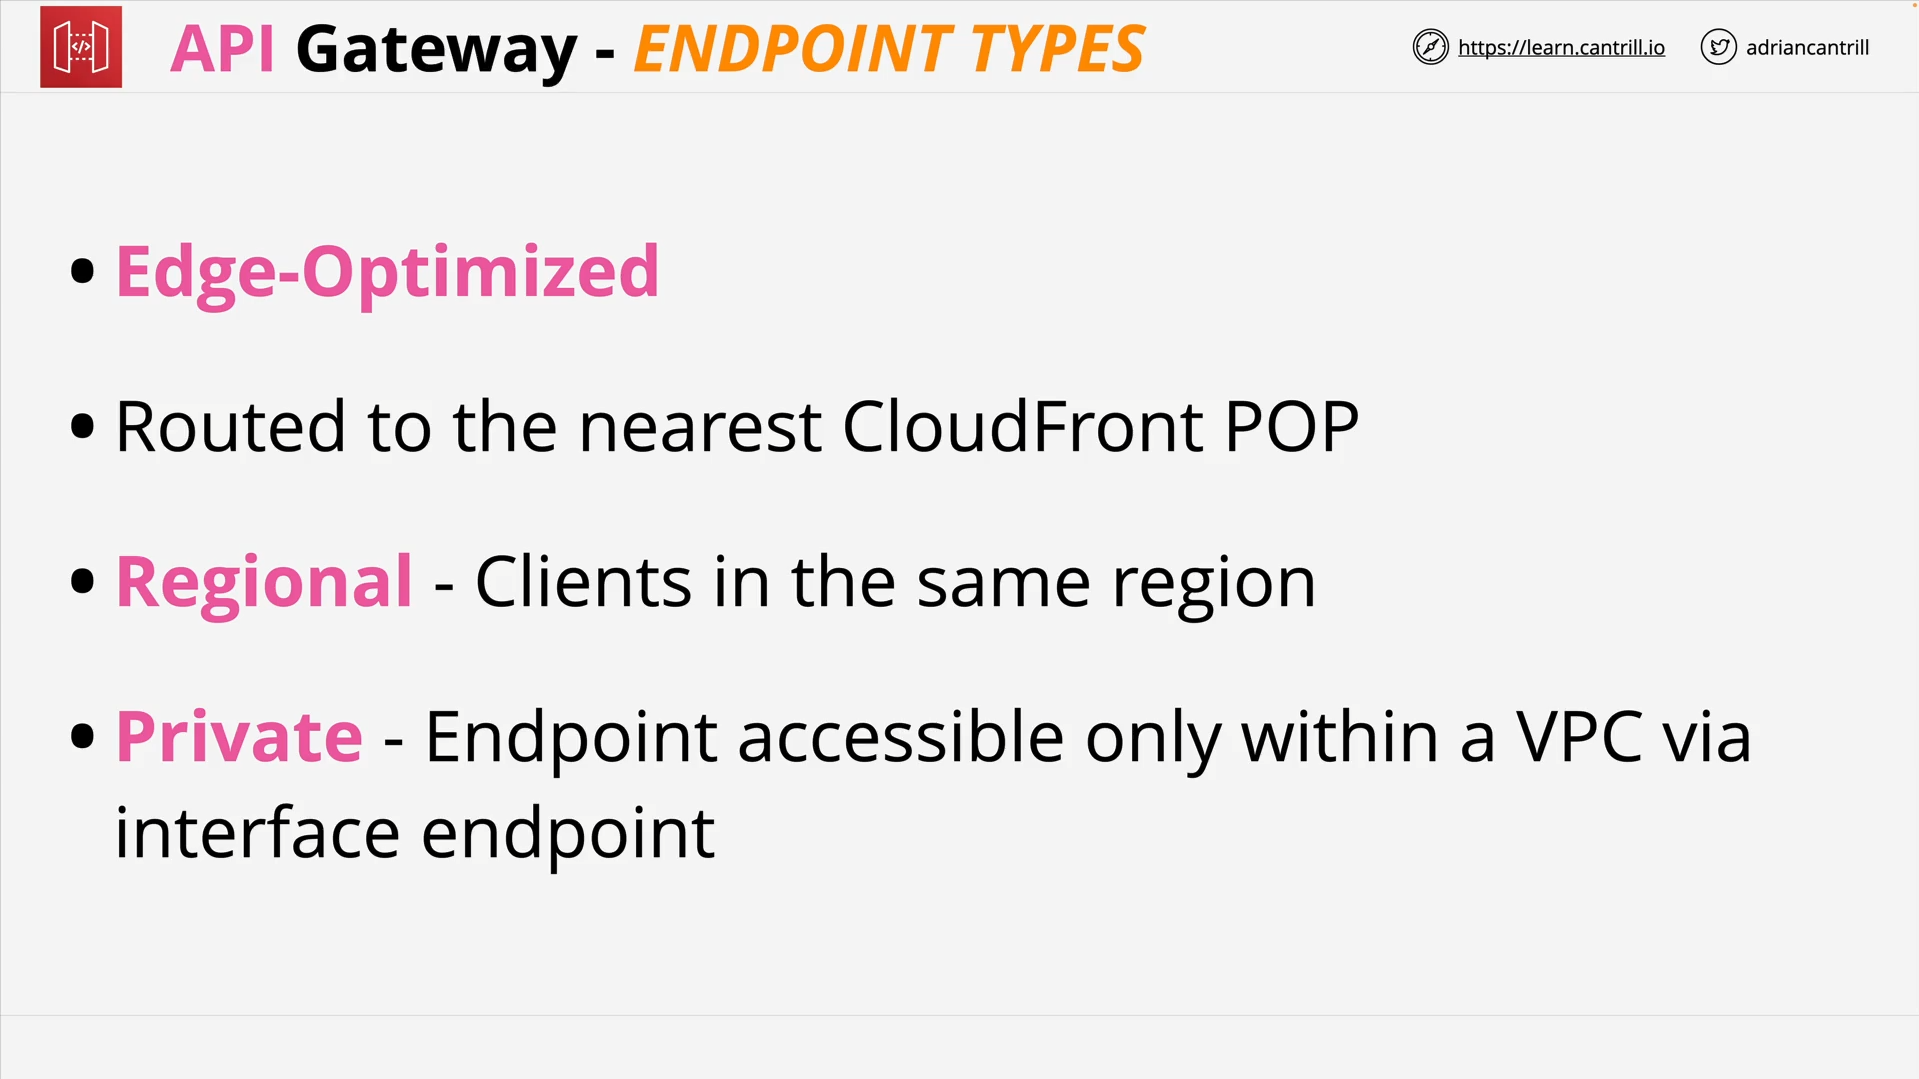 API Gateway - ENDPOINT TYPES
https://learn.cantrill.io
adriancantrill
• Edge-Optimized
• Routed to the nearest CloudFront POP
• Regional - Clients in the same region
• Private - Endpoint accessible only within a VPC via
interface endpoint